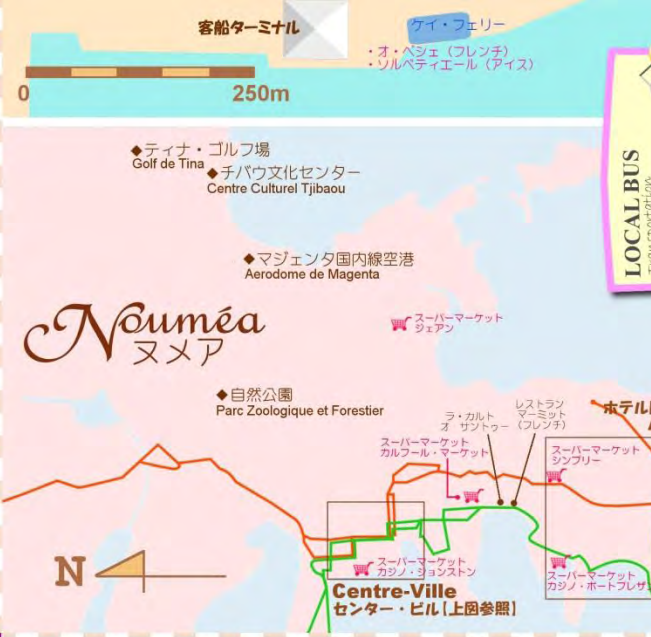 客船ターミナル
ケイ・フェリー
・オ・ペシェ（フレンチ）
・ソルベティエール（アイス）
0
250m
LOCAL BUS
◆ティナ・ゴルフ場
Golf de Tina
◆チバウ文化センター
Centre Culturel Tjibaou
◆マジェンタ国内線空港
Aerodome de Magenta
Nouméa
ヌメア
スーパーマーケット
ジェアン
◆自然公園
Parc Zoologique et Forestier
ラ・カルト
オ サントゥー
レストラン
マーミット
（フレンチ）
ホテル
スーパーマーケット
カルフール・マーケット
スーパーマーケット
シンプリー
N
スーパーマーケット
カジノ・ジョンストン
スーパーマーケット
カジノ・ポートプレザ
Centre-Ville
センター・ビル【上図参照】